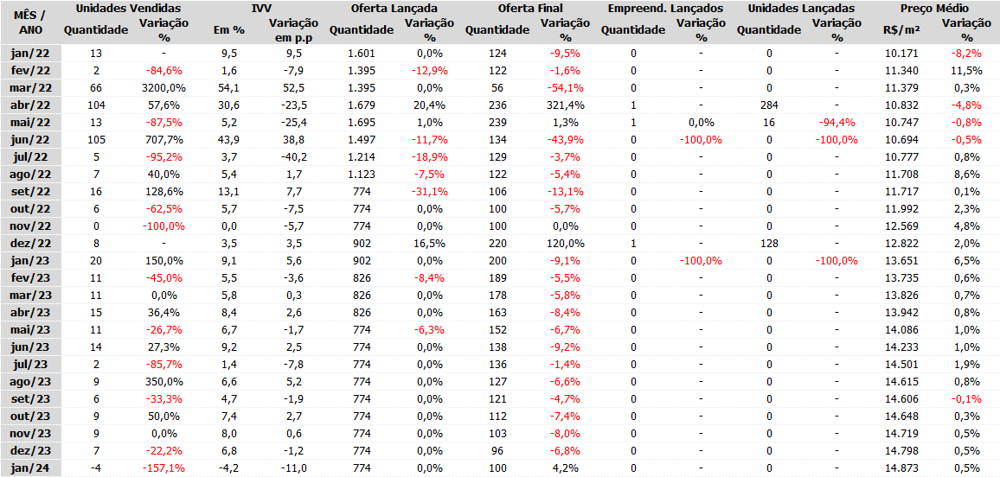 MÊS / ANO Unidades Vendidas IVV Oferta Lançada Oferta Final Empreend. Lançados Unidades Lançadas Preço Médio
Quantidade Variação % Em % Variação em p.p Quantidade Variação % Quantidade Variação % Quantidade Variação % Quantidade Variação % R$/m² Variação %
jan/22 13 - 9,5 9,5 1.601 0,0% 124 -9,5% 0 - 0 - 10.171 -8,2%
fev/22 2 -84,6% 1,6 -7,9 1.395 -12,9% 122 -1,6% 0 - 0 - 11.340 11,5%
mar/22 66 3200,0% 54,1 52,5 1.395 0,0% 56 -54,1% 0 - 0 - 11.379 0,3%
abr/22 104 57,6% 30,6 -23,5 1.679 20,4% 236 321,4% 1 - 284 - 10.832 -4,8%
mai/22 13 -87,5% 5,2 -25,4 1.695 1,0% 239 1,3% 1 0,0% 16 -94,4% 10.747 -0,8%
jun/22 105 707,7% 43,9 38,8 1.497 -11,7% 134 -43,9% 0 -100,0% 0 -100,0% 10.694 -0,5%
jul/22 5 -95,2% 3,7 -40,2 1.214 -18,9% 129 -3,7% 0 - 0 - 10.777 0,8%
ago/22 7 40,0% 5,4 1,7 1.123 -7,5% 122 -5,4% 0 - 0 - 11.708 8,6%
set/22 16 128,6% 13,1 7,7 774 -31,1% 106 -13,1% 0 - 0 - 11.717 0,1%
out/22 6 -62,5% 5,7 -7,5 774 0,0% 100 -5,7% 0 - 0 - 11.992 2,3%
nov/22 0 -100,0% 0,0 -5,7 774 0,0% 100 0,0% 0 - 0 - 12.569 4,8%
dez/22 8 - 3,5 3,5 902 16,5% 220 120,0% 1 - 128 - 12.822 2,0%
jan/23 20 150,0% 9,1 5,6 902 0,0% 200 -9,1% 0 -100,0% 0 -100,0% 13.651 6,5%
fev/23 11 -45,0% 5,5 -3,6 826 -8,4% 189 -5,5% 0 - 0 - 13.735 0,6%
mar/23 11 0,0% 5,8 0,3 826 0,0% 178 -5,8% 0 - 0 - 13.826 0,7%
abr/23 15 36,4% 8,4 2,6 826 0,0% 163 -8,4% 0 - 0 - 13.942 0,8%
mai/23 11 -26,7% 6,7 -1,7 774 -6,3% 152 -6,7% 0 - 0 - 14.086 1,0%
jun/23 14 27,3% 9,2 2,5 774 0,0% 138 -9,2% 0 - 0 - 14.233 1,0%
jul/23 2 -85,7% 1,4 -7,8 774 0,0% 136 -1,4% 0 - 0 - 14.501 1,9%
ago/23 9 350,0% 6,6 5,2 774 0,0% 127 -6,6% 0 - 0 - 14.615 0,8%
set/23 6 -33,3% 4,7 -1,9 774 0,0% 121 -4,7% 0 - 0 - 14.606 -0,1%
out/23 9 50,0% 7,4 2,7 774 0,0% 112 -7,4% 0 - 0 - 14.648 0,3%
nov/23 9 0,0% 8,0 0,6 774 0,0% 103 -8,0% 0 - 0 - 14.719 0,5%
dez/23 7 -22,2% 6,8 -1,2 774 0,0% 96 -6,8% 0 - 0 - 14.798 0,5%
jan/24 -4 -157,1% -4,2 -11,0 774 0,0% 100 4,2% 0 - 0 - 14.873 0,5%